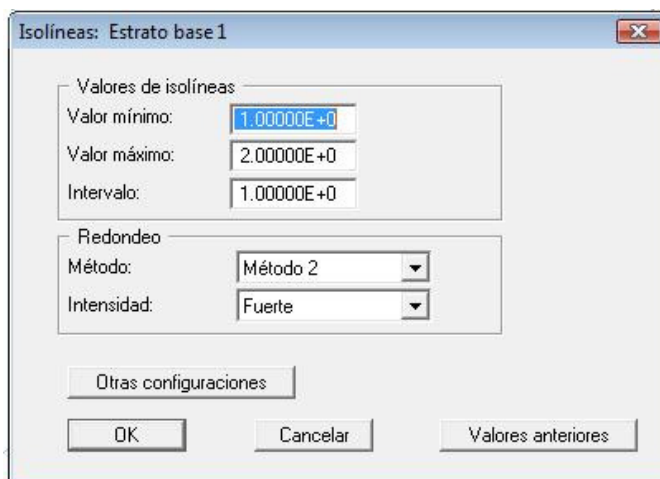 Isolíneas: Estrato base 1
Valores de isolíneas
Valor mínimo: 1.00000E+0
Valor máximo: 2.00000E+0
Intervalo: 1.00000E+0
Redondeo
Método: Método 2
Intensidad: Fuerte
Otras configuraciones
OK Cancelar Valores anteriores